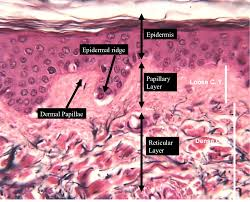 Epidermis
Epidermal ridge
Papillary
Layer
Loose C. T.
Dermal Papillae
Reticular
Layer